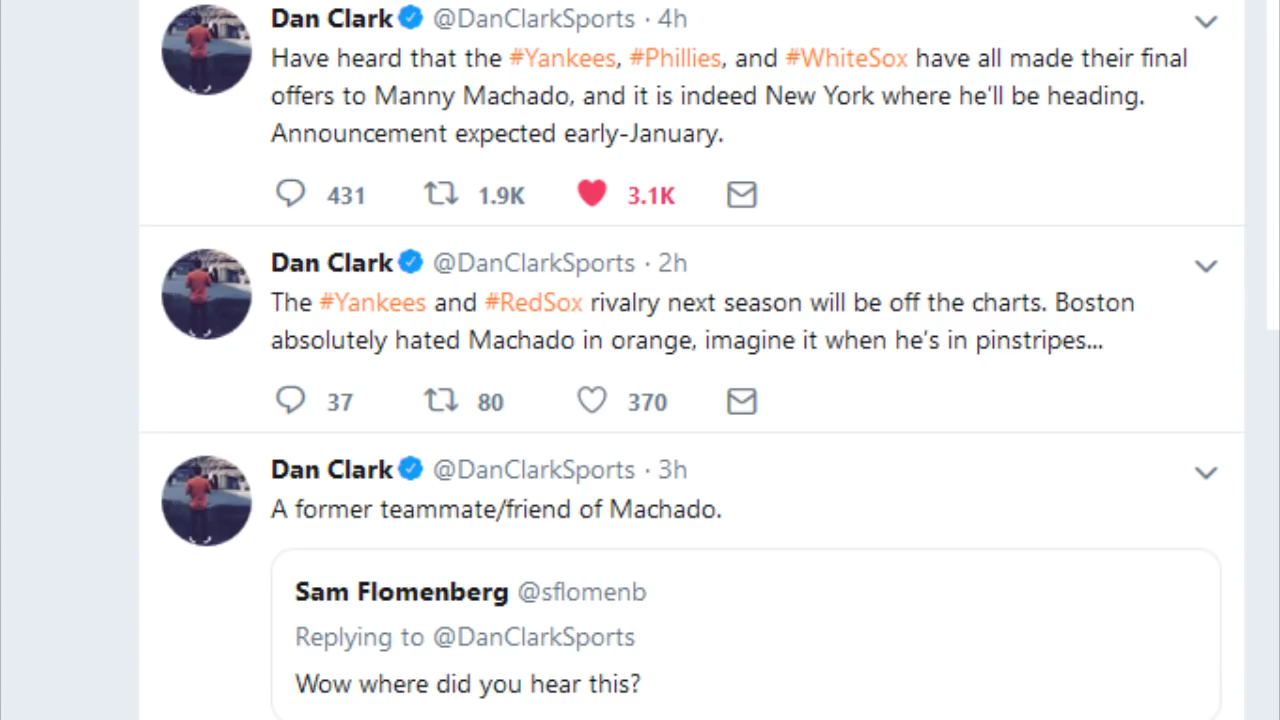 Dan Clark @DanClarkSports · 4h
Have heard that the #Yankees, #Phillies, and #WhiteSox have all made their final
offers to Manny Machado, and it is indeed New York where he'll be heading.
Announcement expected early-January.
431 1.9K 3.1K
Dan Clark @DanClarkSports · 2h
The #Yankees and #RedSox rivalry next season will be off the charts. Boston
absolutely hated Machado in orange, imagine it when he's in pinstripes...
37 80 370
Dan Clark @DanClarkSports · 3h
A former teammate/friend of Machado.
Sam Flomenberg @sflomenb
Replying to @DanClarkSports
Wow where did you hear this?